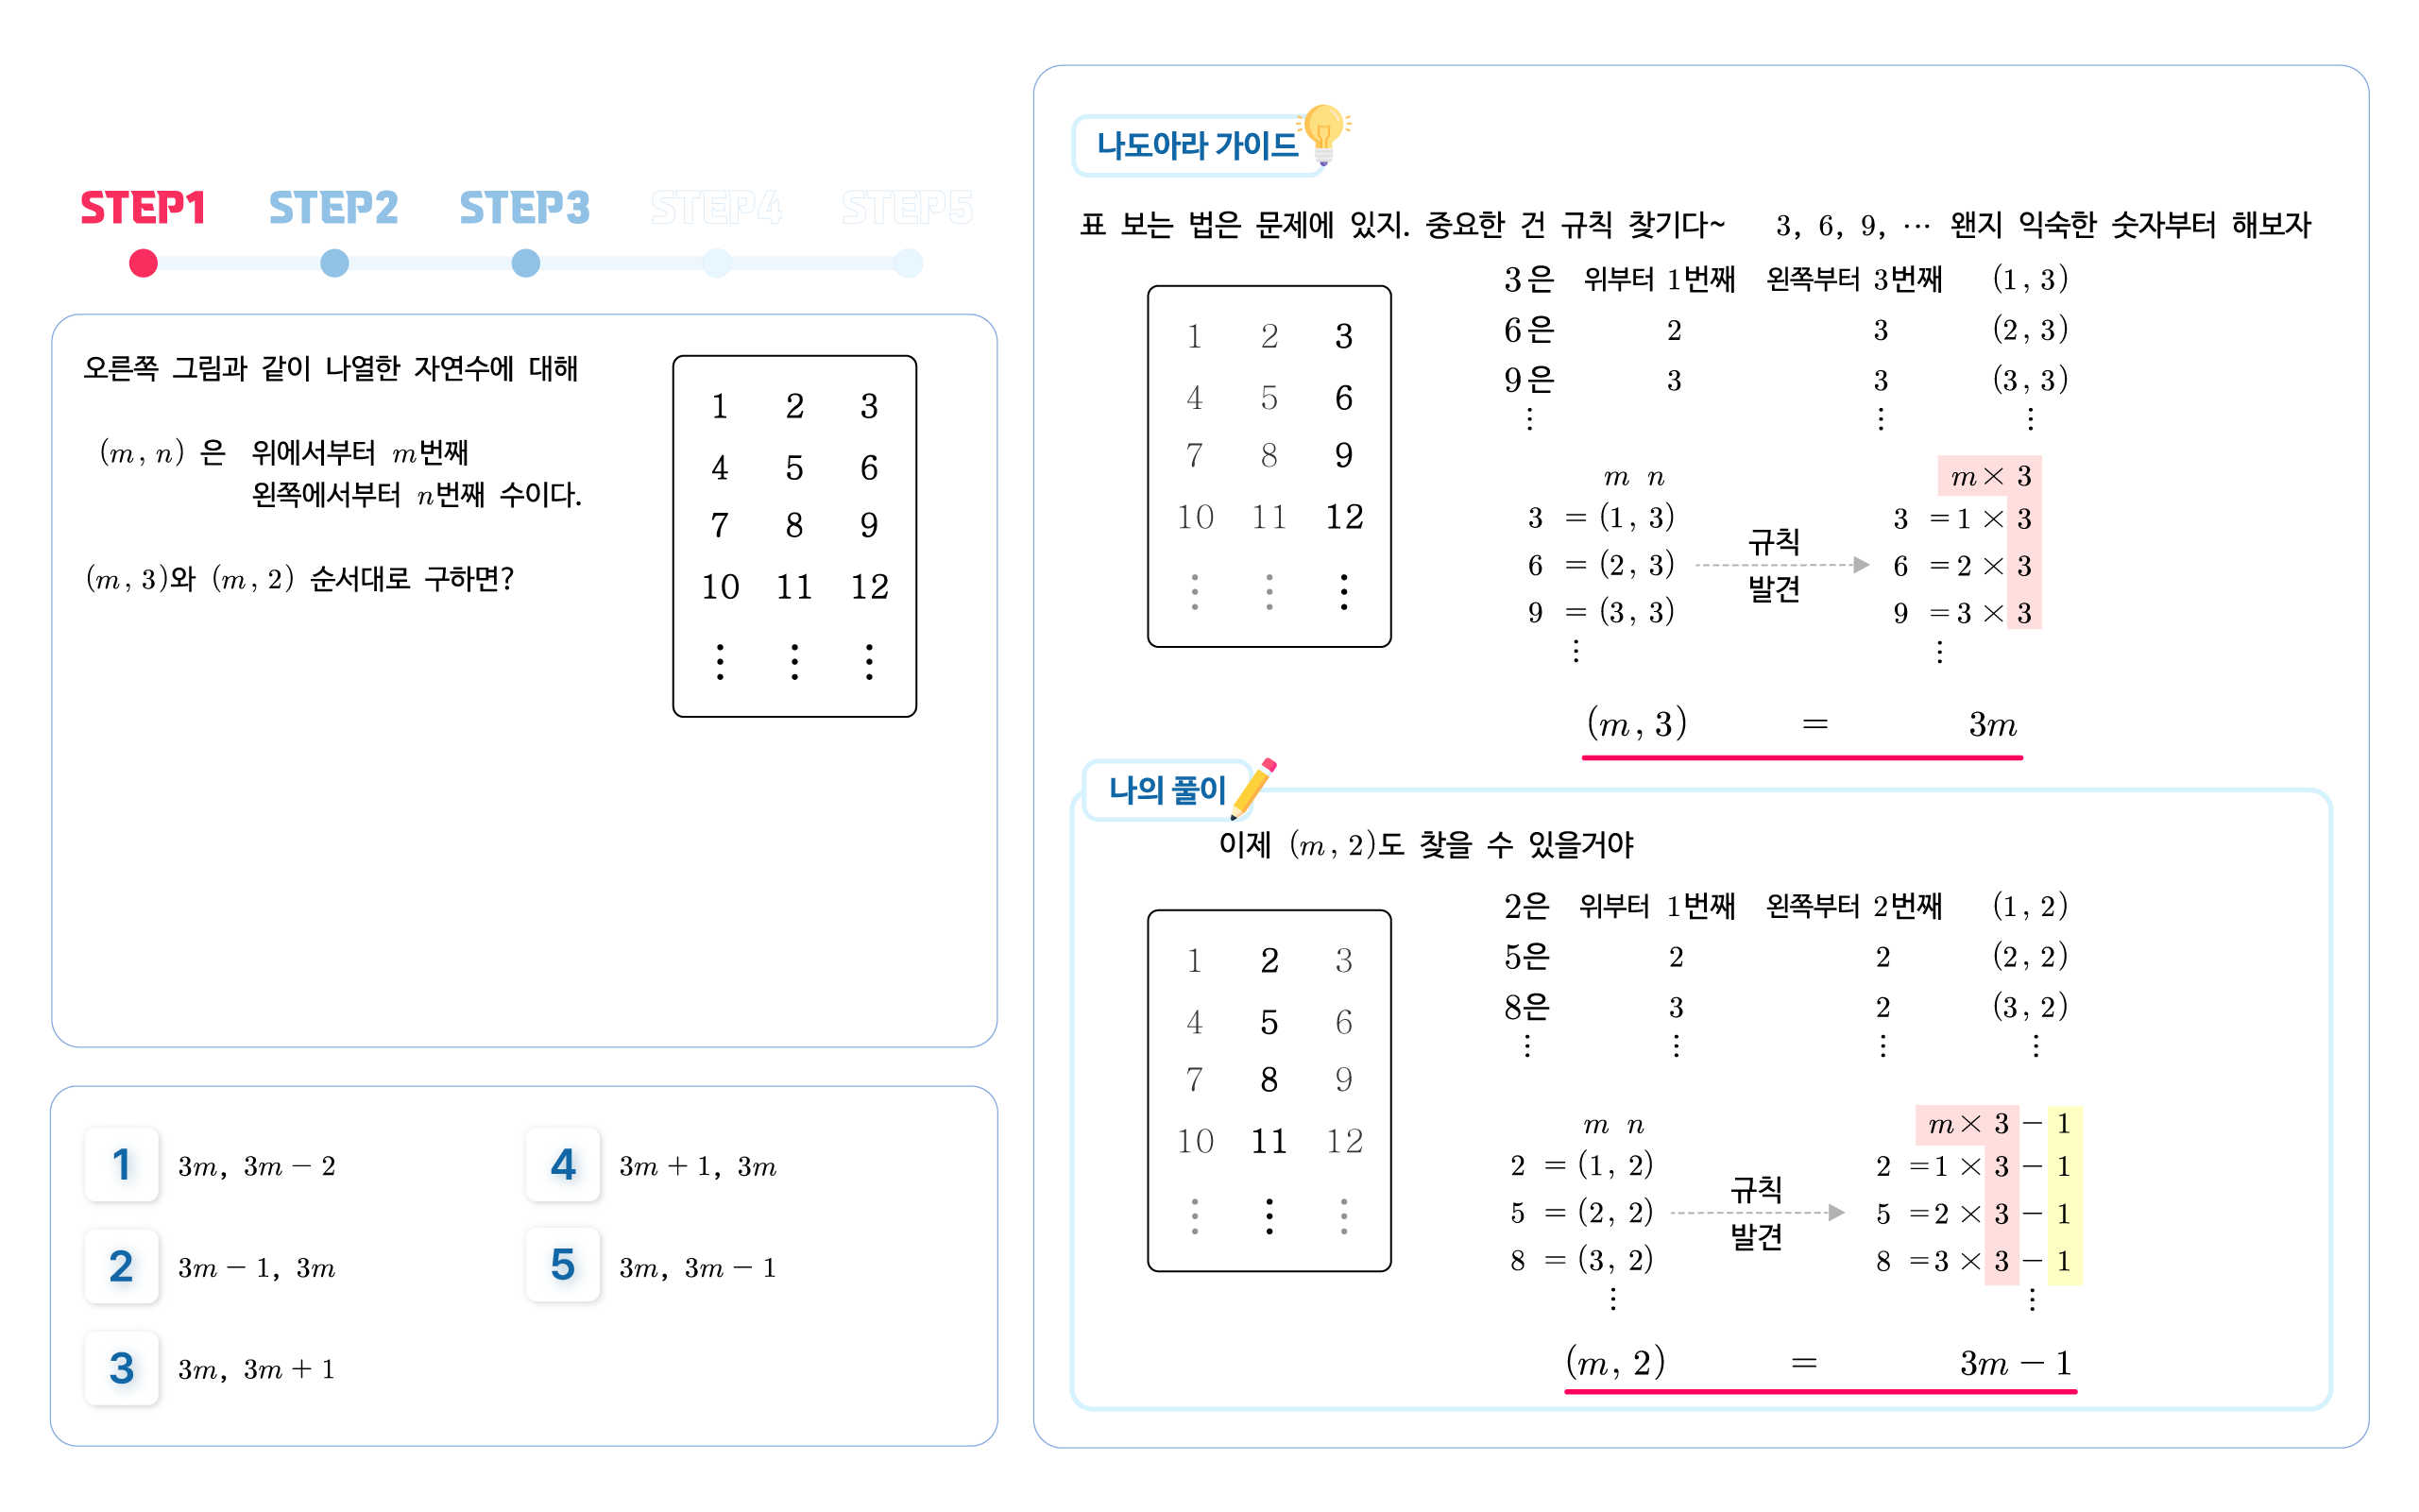 STEP1 STEP2 STEP3 STEP4 STEP5
오른쪽 그림과 같이 나열한 자연수에 대해
(m, n) 은 위에서부터 m번째
왼쪽에서부터 n번째 수이다.
(m, 3)와 (m, 2) 순서대로 구하면?
1 2 3
4 5 6
7 8 9
10 11 12
⋮ ⋮ ⋮
1 3m, 3m − 2
2 3m − 1, 3m
3 3m, 3m + 1
4 3m + 1, 3m
5 3m, 3m − 1
나도아라 가이드
표 보는 법은 문제에 있지. 중요한 건 규칙 찾기다~ 3, 6, 9, ⋯ 왠지 익숙한 숫자부터 해보자
1 2 3
4 5 6
7 8 9
10 11 12
⋮ ⋮ ⋮
3은 위부터 1번째 왼쪽부터 3번째 (1, 3)
6은 2 3 (2, 3)
9은 3 3 (3, 3)
⋮ ⋮ ⋮
m n
3 = (1, 3)
6 = (2, 3)
9 = (3, 3)
⋮
규칙
발견
m × 3
3 = 1 × 3
6 = 2 × 3
9 = 3 × 3
⋮
(m, 3) = 3m
나의 풀이
이제 (m, 2)도 찾을 수 있을거야
1 2 3
4 5 6
7 8 9
10 11 12
⋮ ⋮ ⋮
2은 위부터 1번째 왼쪽부터 2번째 (1, 2)
5은 2 2 (2, 2)
8은 3 2 (3, 2)
⋮ ⋮ ⋮ ⋮
m n
2 = (1, 2)
5 = (2, 2)
8 = (3, 2)
⋮
규칙
발견
m × 3 − 1
2 = 1 × 3 − 1
5 = 2 × 3 − 1
8 = 3 × 3 − 1
⋮
(m, 2) = 3m − 1